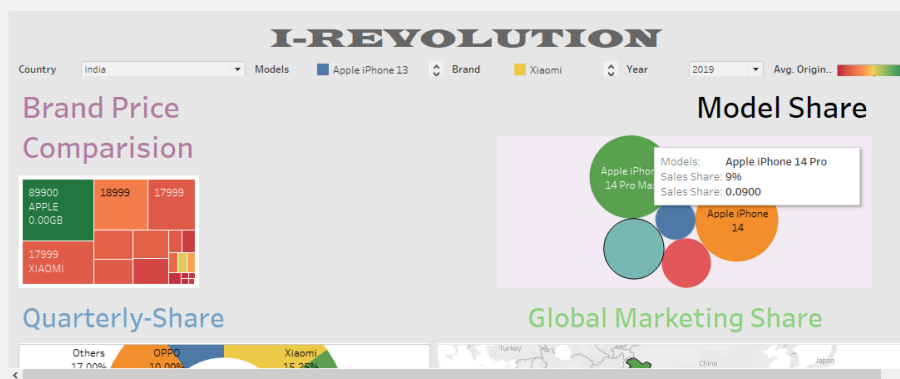 I-REVOLUTION
Country India Models Apple iPhone 13 Brand Xiaomi Year 2019 Avg. Origin..
Brand Price
Comparision
Model Share
89900
APPLE
0.00GB
18999
17999
17999
XIAOMI
Models: Apple iPhone 14 Pro
Sales Share: 9%
Sales Share: 0.0900
Apple iPhon
14 Pro Ma
Apple iPhone
14
Quarterly-Share
Global Marketing Share
Others
17.00%
OPPO
10.00%
Xiaomi
15.25%
Turkey
China
Japan